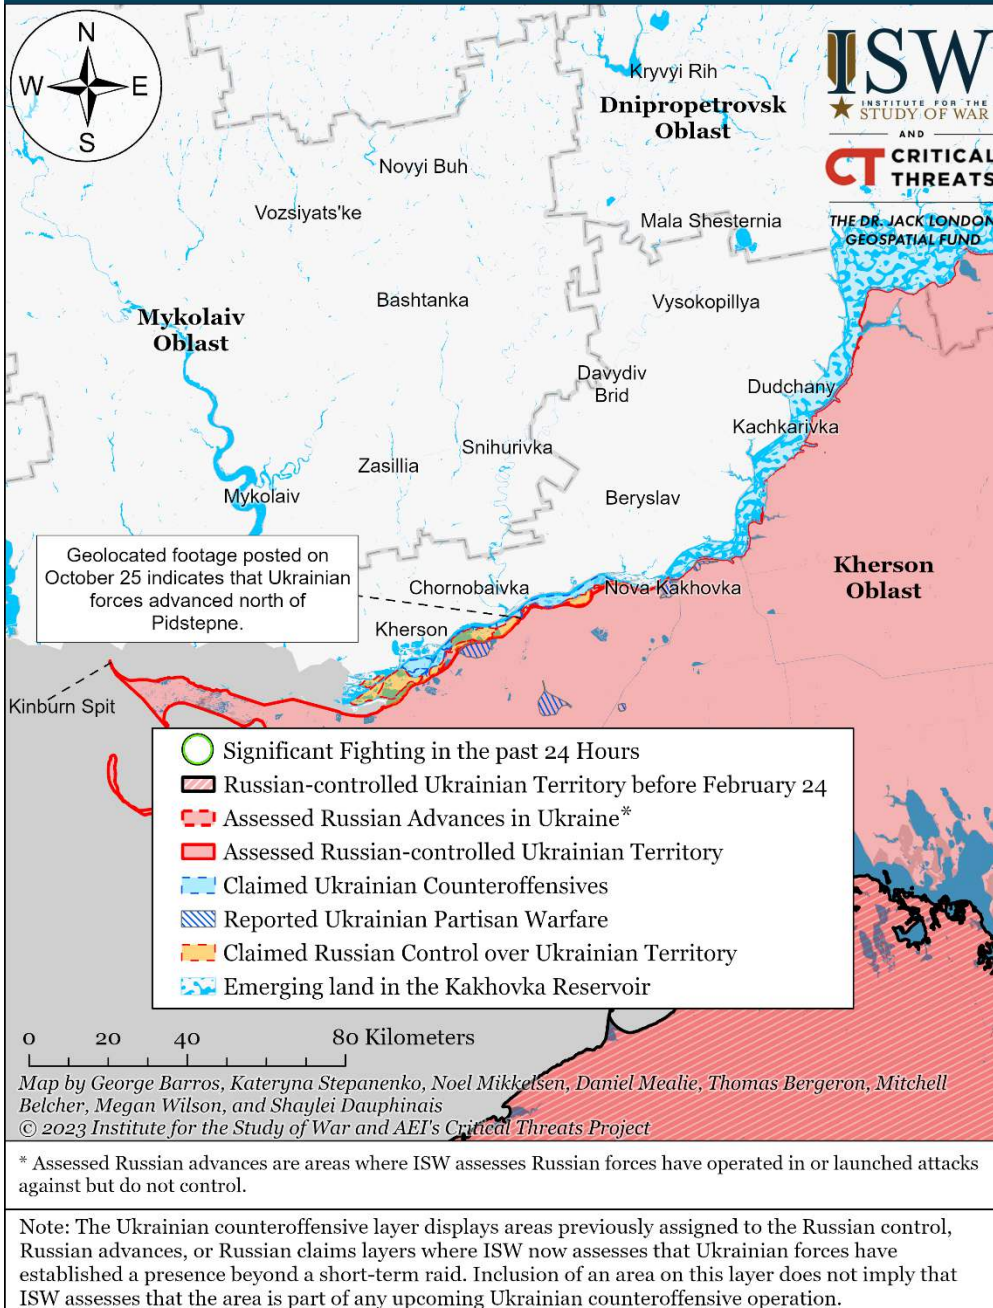 N
W
E
S
ISW
INSTITUTE FOR THE
STUDY OF WAR
AND
CT CRITICAL
THREATS
THE DR. JACK LONDON
GEOSPATIAL FUND
Kryvyi Rih
Dnipropetrovsk
Oblast
Novyi Buh
Vozsiyats'ke
Mala Shesternia
Bashtanka
Vysokopillya
Mykolaiv
Oblast
Davydiv
Brid
Dudchany
Kachkarivka
Snihurivka
Zasillia
Mykolaiv
Beryslav
Geolocated footage posted on
October 25 indicates that Ukrainian
forces advanced north of
Pidstepne.
Kherson
Oblast
Chornobaivka
Nova Kakhovka
Kherson
Kinburn Spit
Significant Fighting in the past 24 Hours
Russian-controlled Ukrainian Territory before February 24
Assessed Russian Advances in Ukraine*
Assessed Russian-controlled Ukrainian Territory
Claimed Ukrainian Counteroffensives
Reported Ukrainian Partisan Warfare
Claimed Russian Control over Ukrainian Territory
Emerging land in the Kakhovka Reservoir
0 20 40 80 Kilometers
Map by George Barros, Kateryna Stepanenko, Noel Mikkelsen, Daniel Mealie, Thomas Bergeron, Mitchell
Belcher, Megan Wilson, and Shaylei Dauphinais
© 2023 Institute for the Study of War and AEI's Critical Threats Project
* Assessed Russian advances are areas where ISW assesses Russian forces have operated in or launched attacks
against but do not control.
Note: The Ukrainian counteroffensive layer displays areas previously assigned to the Russian control,
Russian advances, or Russian claims layers where ISW now assesses that Ukrainian forces have
established a presence beyond a short-term raid. Inclusion of an area on this layer does not imply that
ISW assesses that the area is part of any upcoming Ukrainian counteroffensive operation.